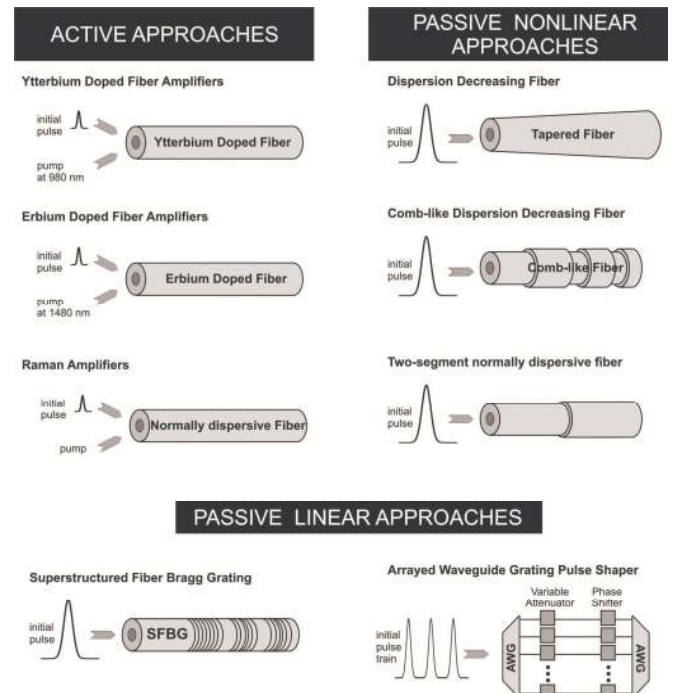 ACTIVE APPROACHES
Ytterbium Doped Fiber Amplifiers
initial
pulse
Ytterbium Doped Fiber
pump
at 980 nm
Erbium Doped Fiber Amplifiers
initial
pulse
Erbium Doped Fiber
pump
at 1480 nm
Raman Amplifiers
initial
pulse
Normally dispersive Fiber
pump
PASSIVE NONLINEAR
APPROACHES
Dispersion Decreasing Fiber
initial
pulse
Tapered Fiber
Comb-like Dispersion Decreasing Fiber
initial
pulse
Comb-like Fiber
Two-segment normally dispersive fiber
initial
pulse
PASSIVE LINEAR APPROACHES
Superstructured Fiber Bragg Grating
initial
pulse
SFBG
Arrayed Waveguide Grating Pulse Shaper
Variable
Attenuator
Phase
Shifter
initial
pulse
train
AWG
AWG